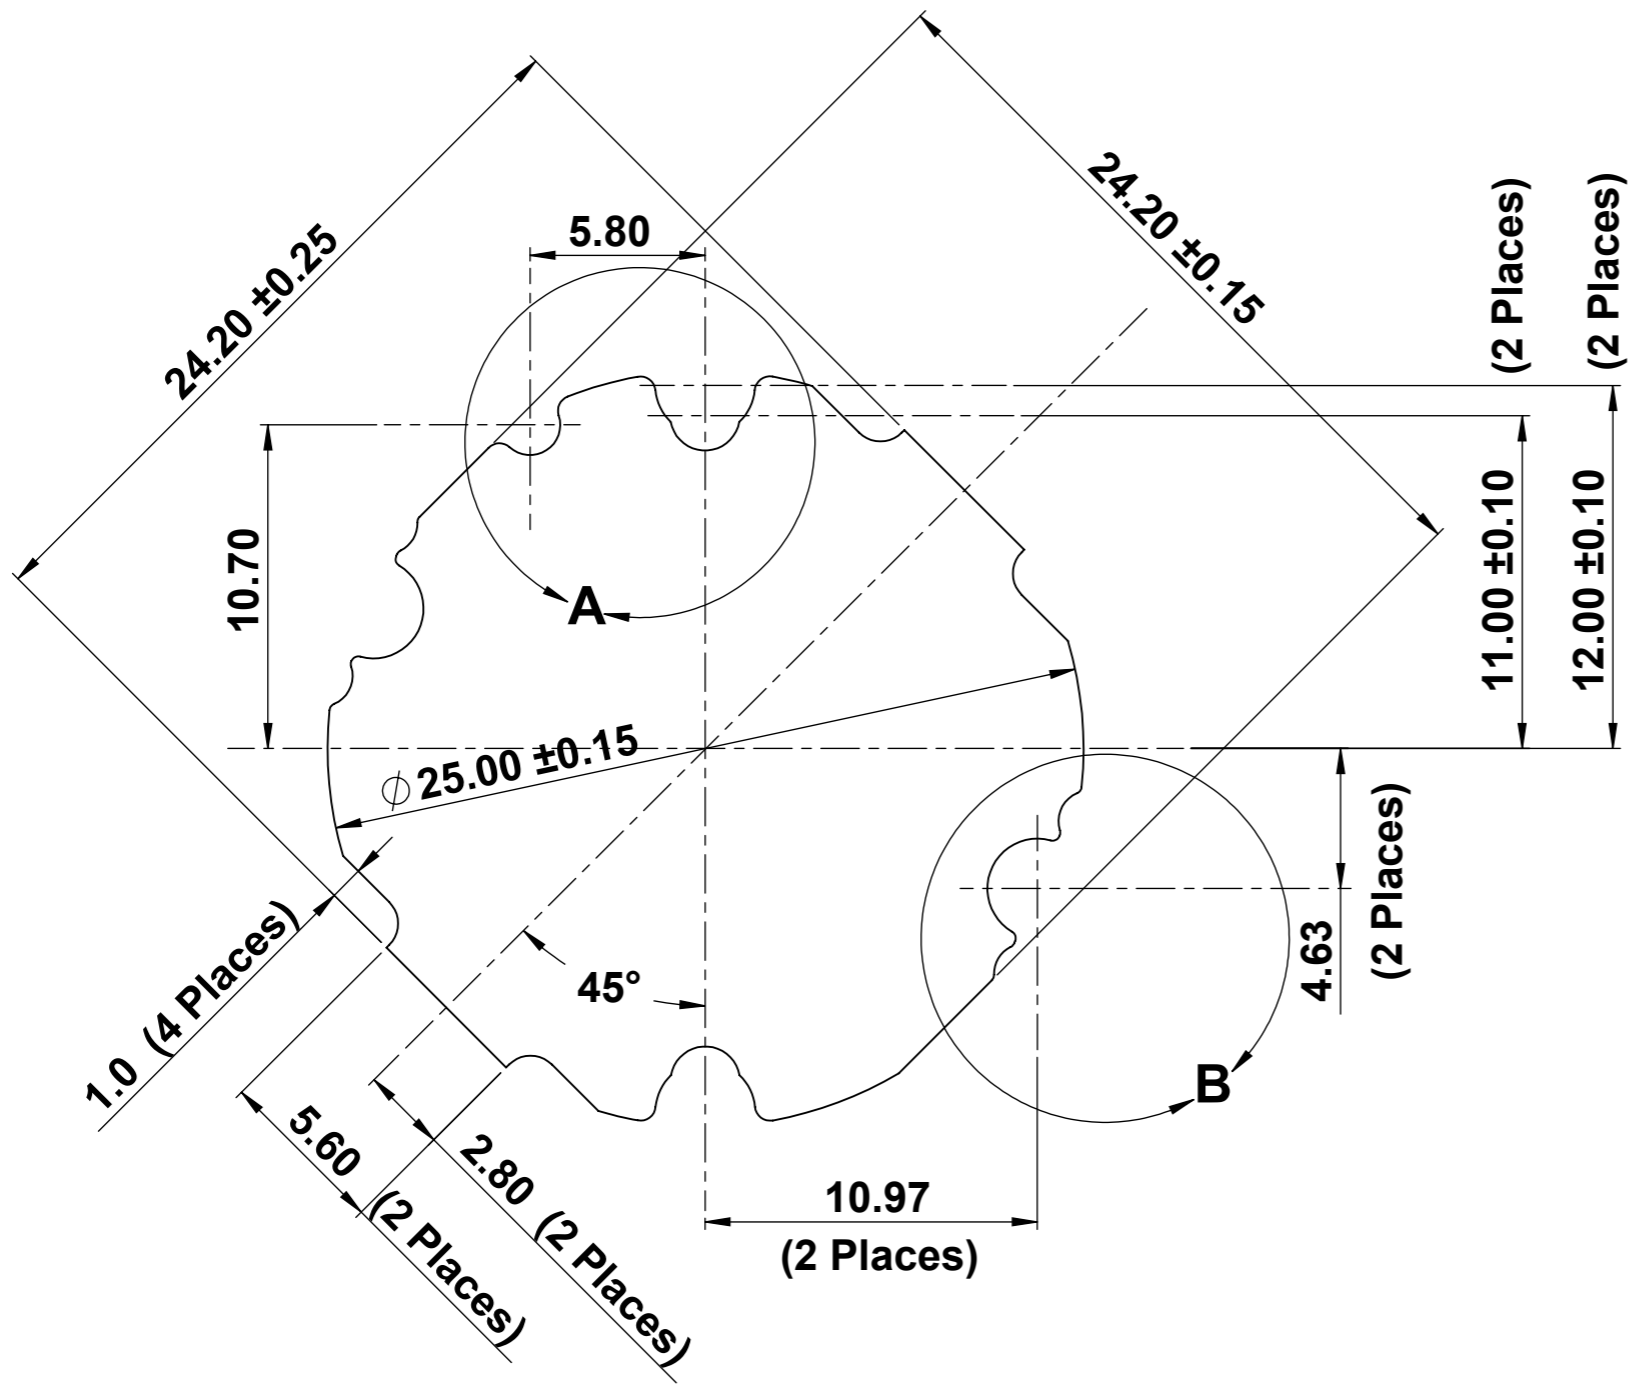 24.20 ±0.25
5.80
24.20 ±0.15
(2 Places)
(2 Places)
10.70
A
11.00 ±0.10
12.00 ±0.10
∅ 25.00 ±0.15
(2 Places)
4.63
45°
1.0 (4 Places)
B
5.60 (2 Places)
2.80 (2 Places)
10.97
(2 Places)